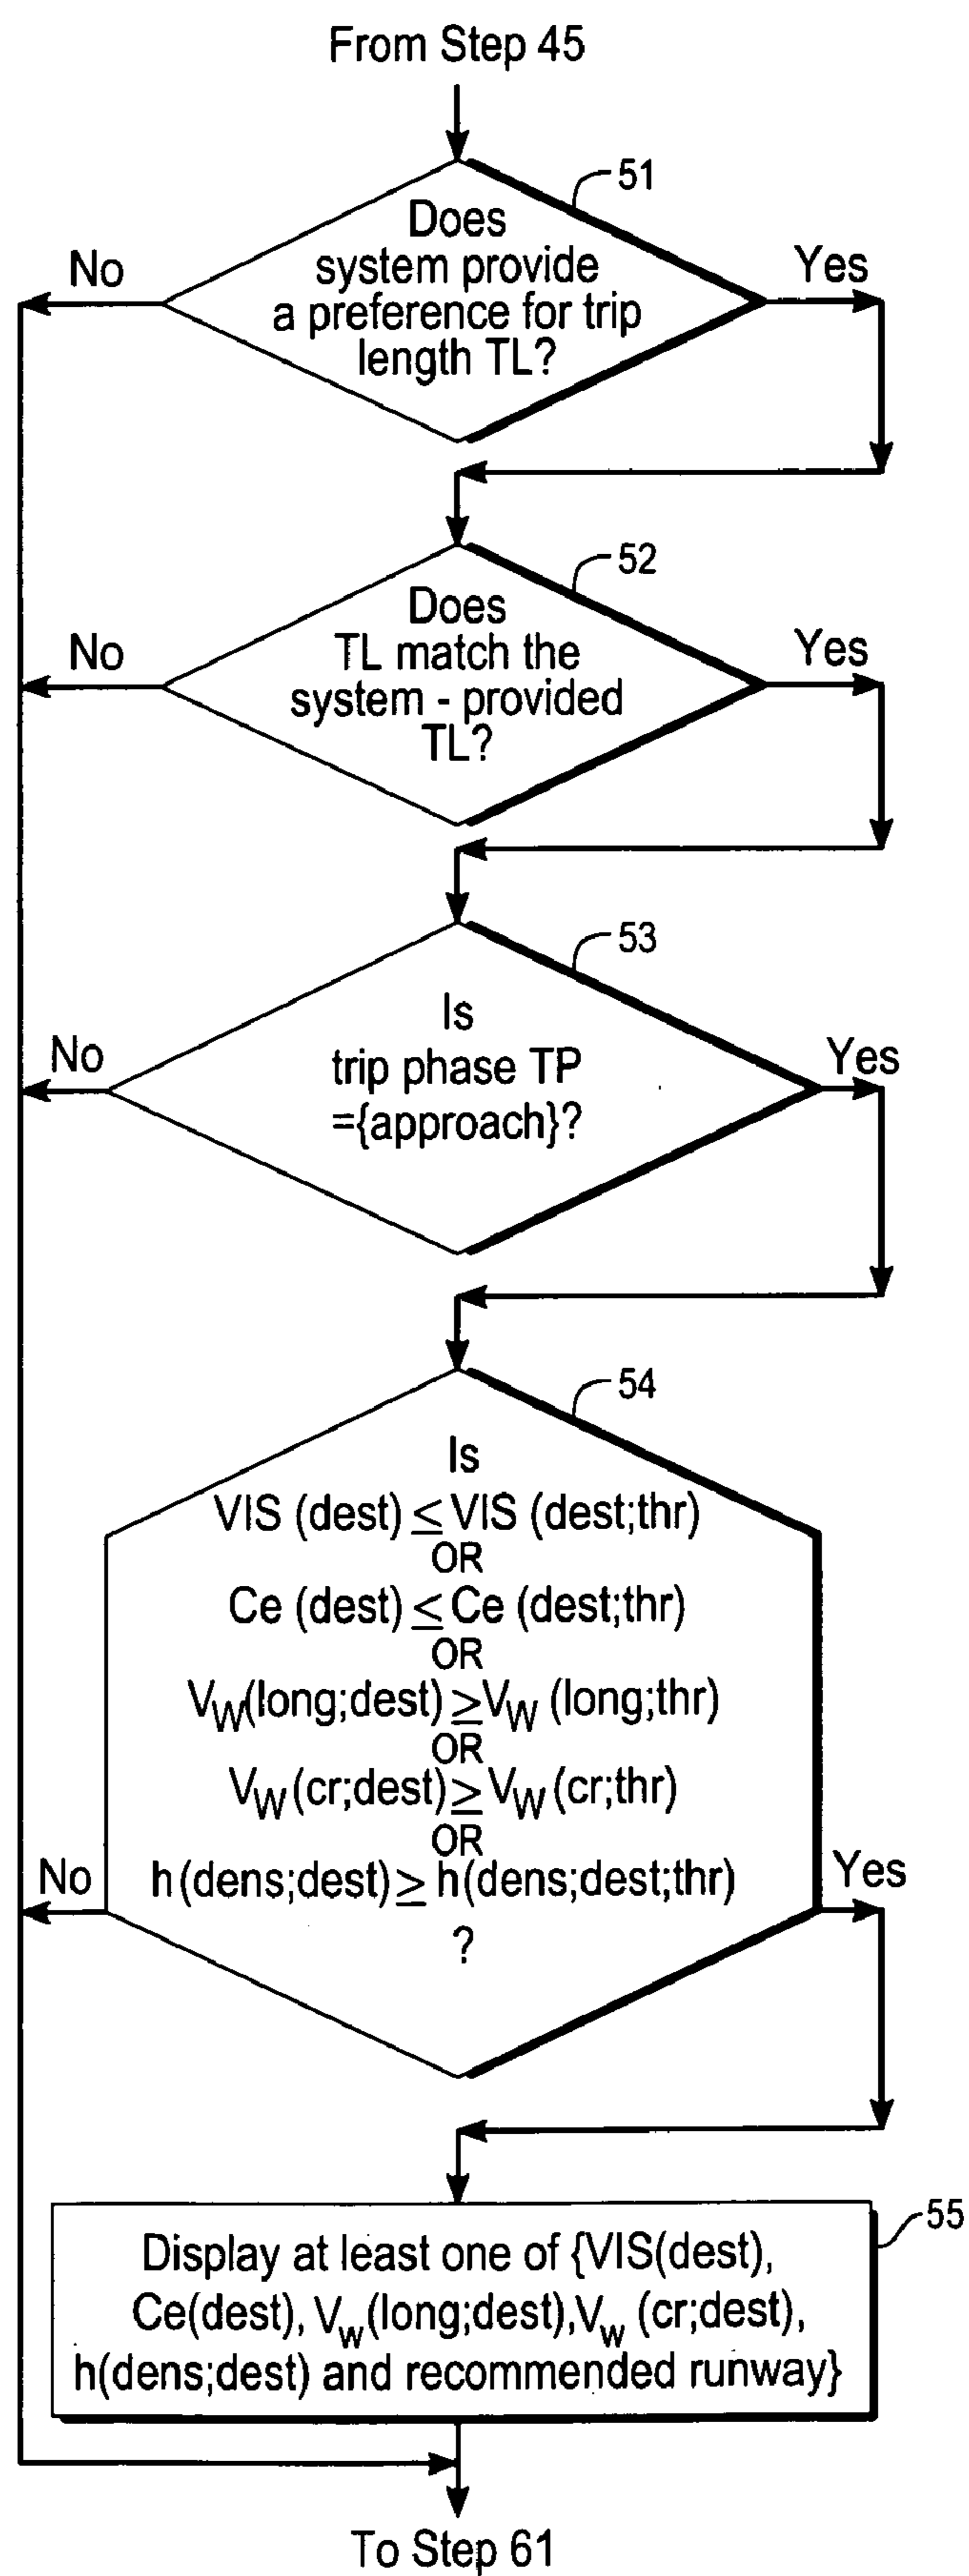 From Step 45
51
Does
system provide
a preference for trip
length TL?
No
Yes
52
Does
TL match the
system - provided
TL?
No
Yes
53
Is
trip phase TP
={approach}?
No
Yes
54
Is
VIS (dest) ≤ VIS (dest;thr)
OR
Ce (dest) ≤ Ce (dest;thr)
OR
VW(long;dest) ≥ VW (long;thr)
OR
VW (cr;dest) ≥ VW (cr;thr)
OR
h(dens;dest) ≥ h(dens;dest;thr)
?
No
Yes
55
Display at least one of {VIS(dest),
Ce(dest), Vw(long;dest),Vw (cr;dest),
h(dens;dest) and recommended runway}
To Step 61